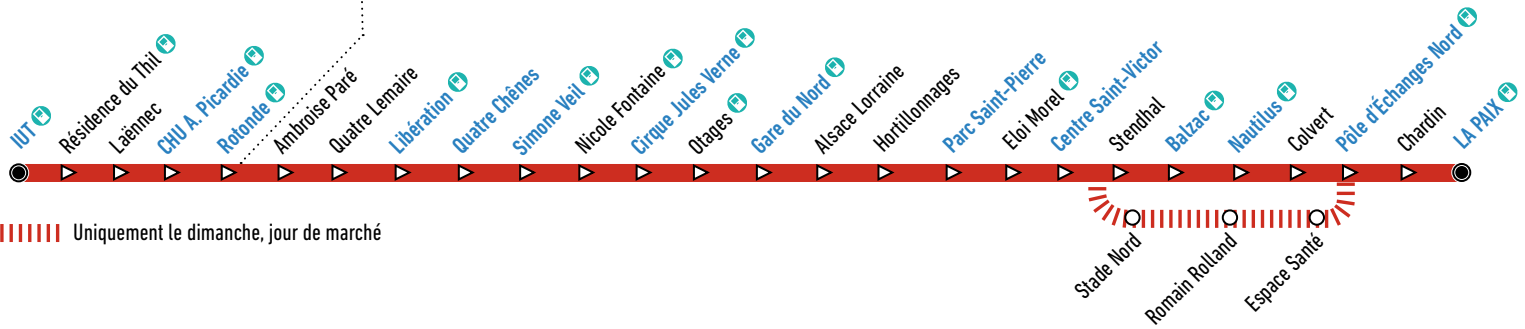 IUT
Résidence du Thil
Laënnec
CHU A. Picardie
Rotonde
Ambroise Paré
Quatre Lemaire
Libération
Quatre Chênes
Simone Veil
Nicole Fontaine
Cirque Jules Verne
Otages
Gare du Nord
Alsace Lorraine
Hortillonnages
Parc Saint-Pierre
Eloi Morel
Centre Saint-Victor
Stendhal
Balzac
Nautilus
Colvert
Pôle d'Échanges Nord
Chardin
LA PAIX
Uniquement le dimanche, jour de marché
Stade Nord
Romain Rolland
Espace Santé